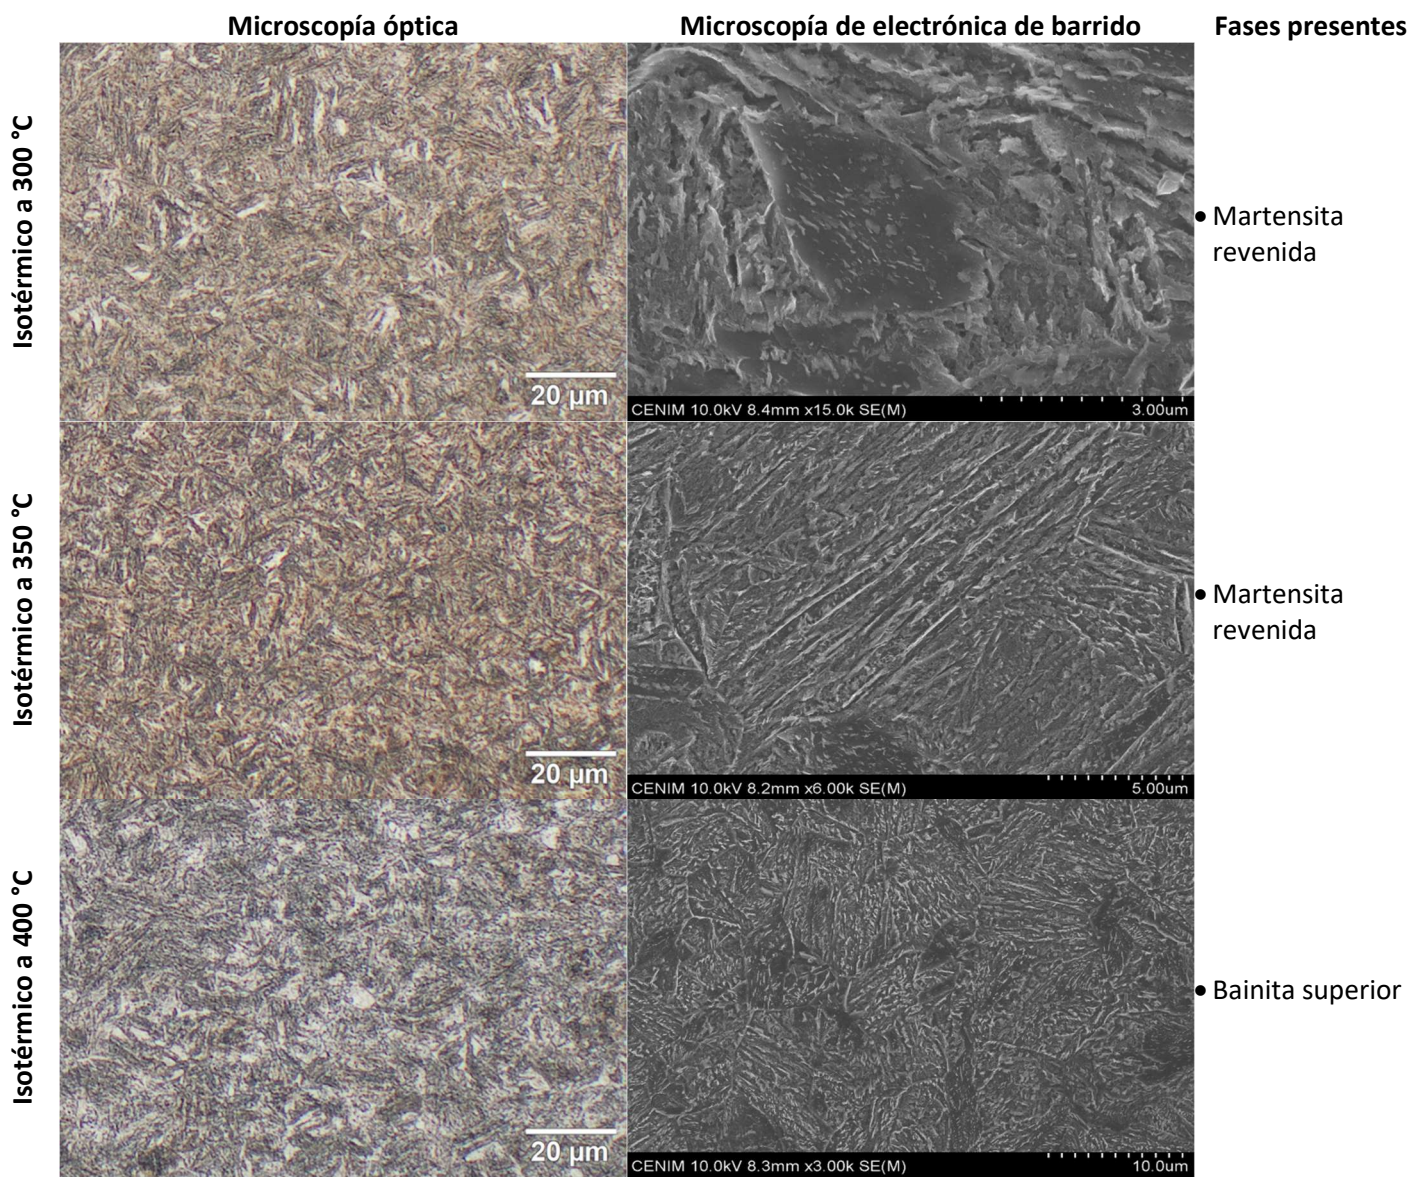 Microscopía óptica
Microscopía de electrónica de barrido
Fases presentes
Isotérmico a 300 °C
20 µm
CENIM 10.0kV 8.4mm x15.0k SE(M)
3.00um
• Martensita
revenida
Isotérmico a 350 °C
20 µm
CENIM 10.0kV 8.2mm x6.00k SE(M)
5.00um
• Martensita
revenida
Isotérmico a 400 °C
20 µm
CENIM 10.0kV 8.3mm x3.00k SE(M)
10.0um
• Bainita superior